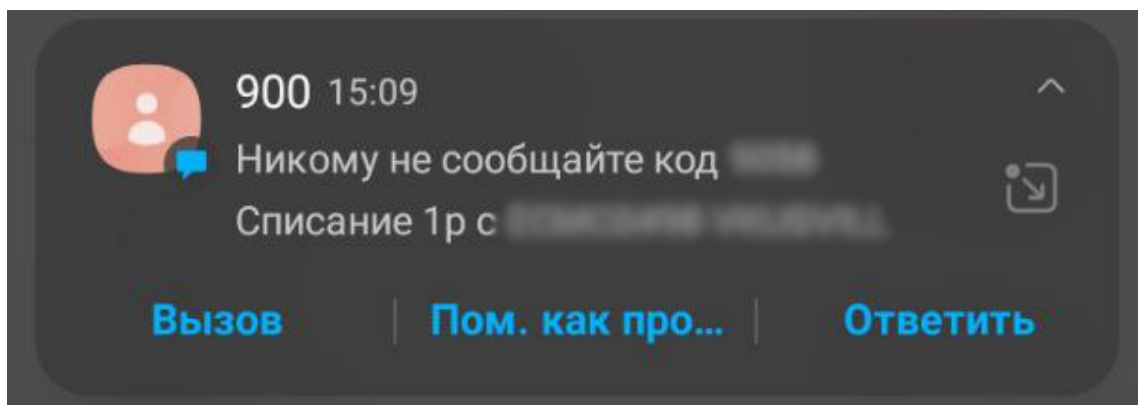 900 15:09
Никому не сообщайте код
Списание 1р с
Вызов Пом. как про... Ответить